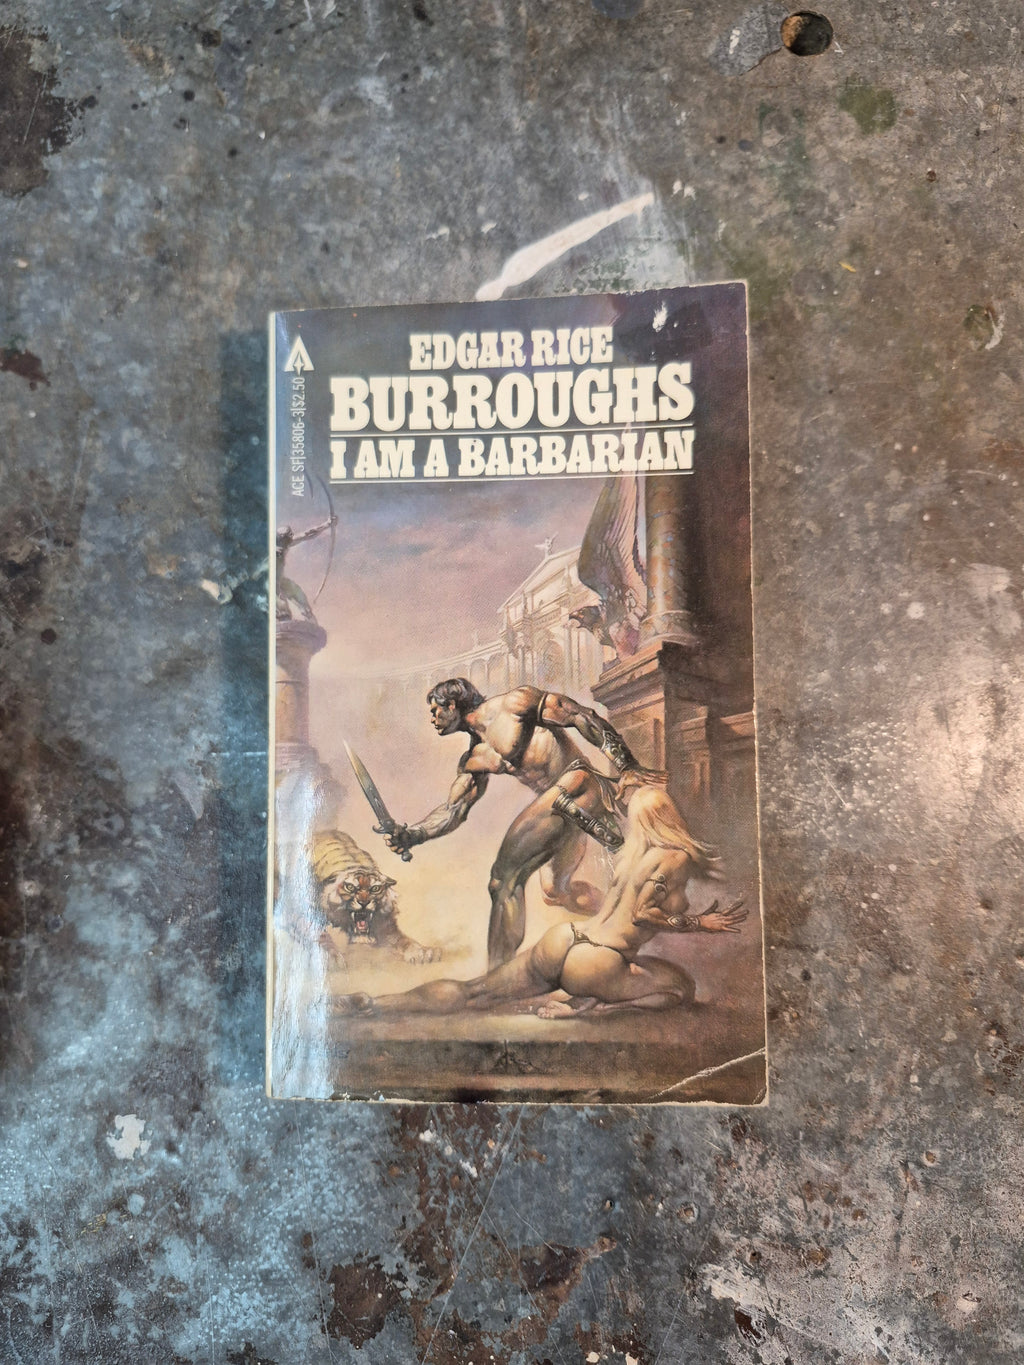 EDGAR RICE
BURROUGHS
I AM A BARBARIAN
ACE SF|35806-3|$2.50